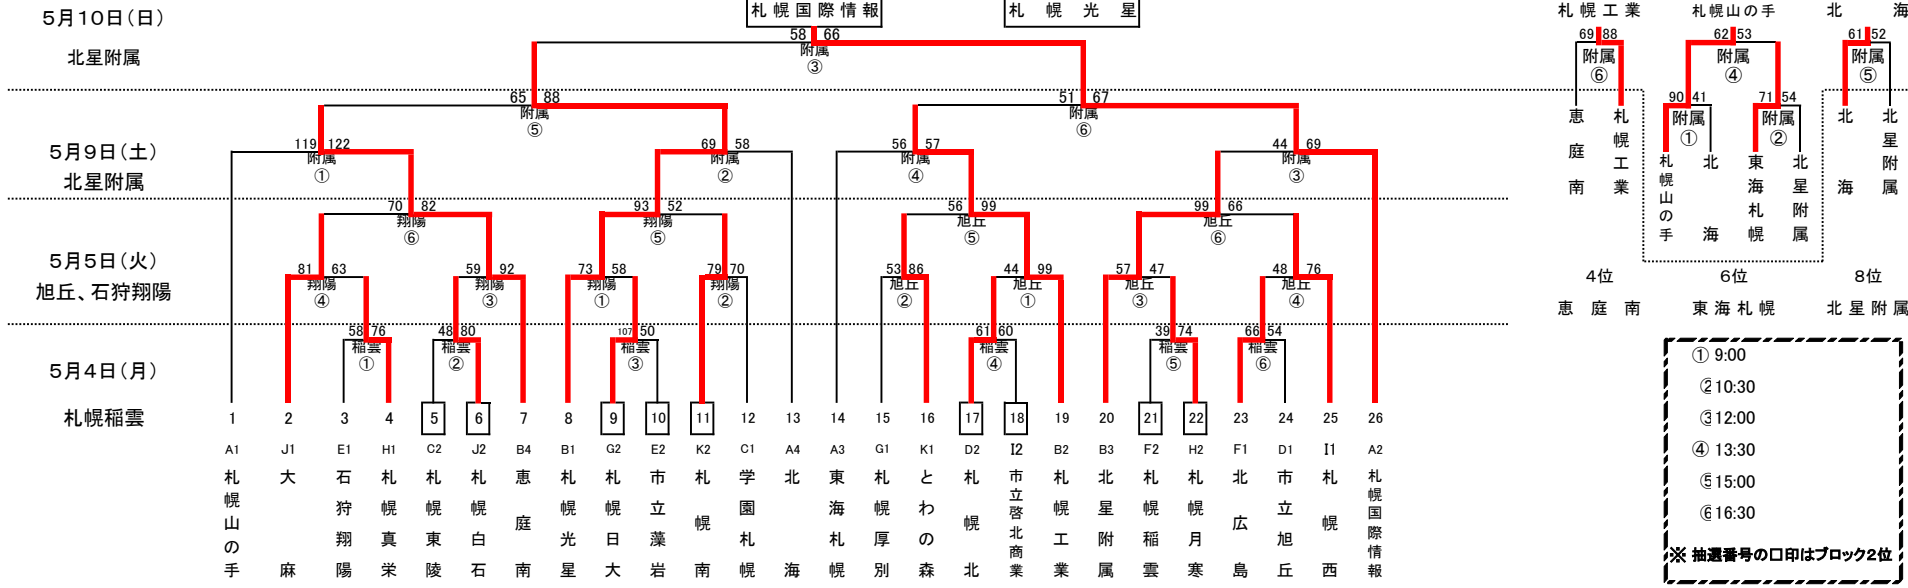 札幌国際情報　札幌光星　札幌工業　札幌山の手　北海
5月10日(日)
北星附属
58 66 附属 ③
69 88 附属 ⑥
62 53 附属 ④
61 52 附属 ⑤
65 88 附属 ⑤
51 67 附属 ⑥
90 41 附属 ①
71 54 附属 ②
恵庭南　札幌工業　札幌山の手　北海　東海札幌　北星附属　北海　北星附属
5月9日(土)
北星附属
119 122 附属 ①
69 58 附属 ②
56 57 附属 ④
44 69 附属 ③
70 82 翔陽 ⑥
93 52 翔陽 ⑤
56 99 旭丘 ⑤
99 66 旭丘 ⑥
5月5日(火)
旭丘、石狩翔陽
81 63 翔陽 ④
59 92 翔陽 ③
73 58 翔陽 ①
79 70 翔陽 ②
53 86 旭丘 ②
44 99 旭丘 ①
57 47 旭丘 ③
48 76 旭丘 ④
4位　6位　8位
恵庭南　東海札幌　北星附属
58 76 稲雲 ①
48 80 稲雲 ②
107 50 稲雲 ③
61 60 稲雲 ④
39 74 稲雲 ⑤
66 54 稲雲 ⑥
5月4日(月)
札幌稲雲
1 2 3 4 5 6 7 8 9 10 11 12 13 14 15 16 17 18 19 20 21 22 23 24 25 26
A1 J1 E1 H1 C2 J2 B4 B1 G2 E2 K2 C1 A4 A3 G1 K1 D2 I2 B2 B3 F2 H2 F1 D1 I1 A2
札幌山の手
大麻
石狩翔陽
札幌真栄
札幌東陵
札幌白石
恵庭南
札幌光星
札幌日大
市立藻岩
札幌南
学園札幌
北海
東海札幌
札幌厚別
とわの森
札幌北
市立啓北商業
札幌工業
北星附属
札幌稲雲
札幌月寒
北広島
市立旭丘
札幌西
札幌国際情報
① 9:00
②10:30
③12:00
④ 13:30
⑤15:00
⑥16:30
※ 抽選番号の□印はブロック2位